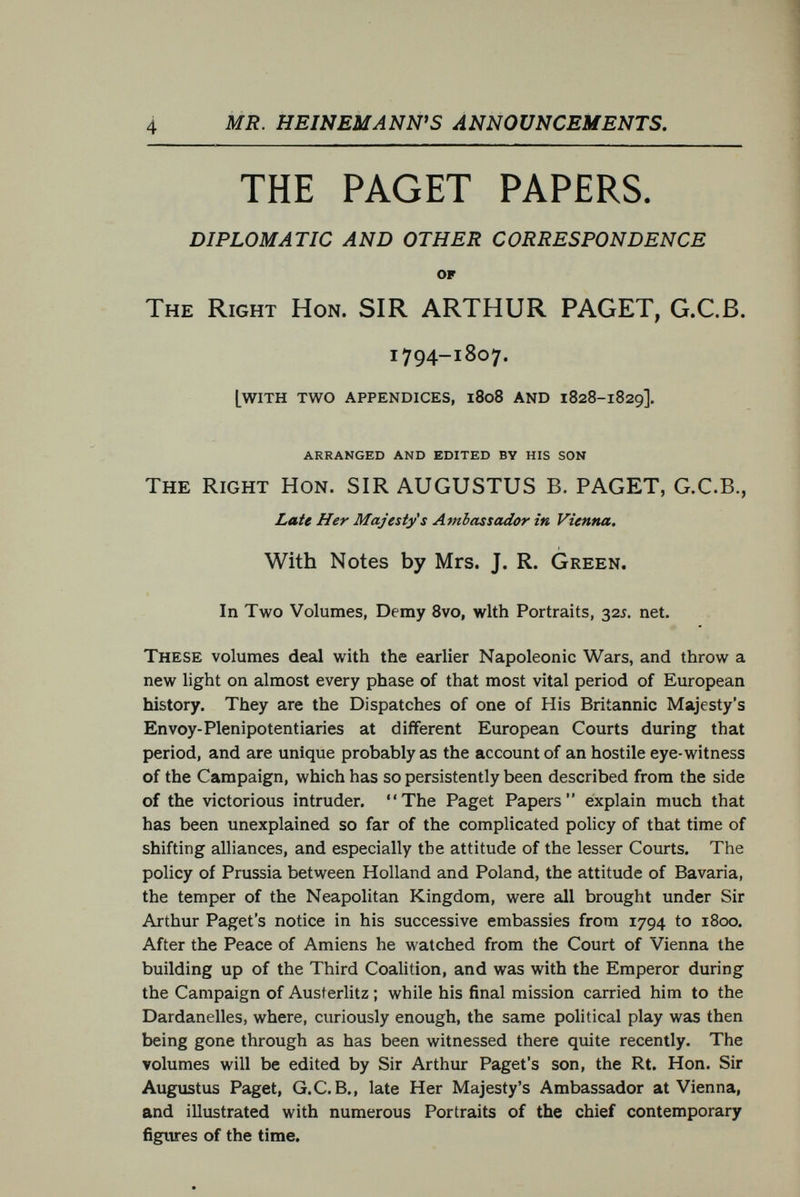 4 MR. HEINEMANN'S ANNOUNCEMENTS.
THE PAGET PAPERS.
DIPLOMATIC AND OTHER CORRESPONDENCE
OF
THE RIGHT HON. SIR ARTHUR PAGET, G.C.B.
1794-1807.
[WITH TWO APPENDICES, 1808 AND 1828-1829].
ARRANGED AND EDITED BY HIS SON
THE RIGHT HON. SIR AUGUSTUS B. PAGET, G.C.B.,
Late Her Majesty's Ambassador in Vienna.
With Notes by Mrs. J. R. GREEN.
In Two Volumes, Demy 8vo, with Portraits, 32s. net.
THESE volumes deal with the earlier Napoleonic Wars, and throw a
new light on almost every phase of that most vital period of European
history. They are the Dispatches of one of His Britannic Majesty's
Envoy-Plenipotentiaries at different European Courts during that
period, and are unique probably as the account of an hostile eye-witness
of the Campaign, which has so persistently been described from the side
of the victorious intruder. "The Paget Papers" explain much that
has been unexplained so far of the complicated policy of that time of
shifting alliances, and especially the attitude of the lesser Courts. The
policy of Prussia between Holland and Poland, the attitude of Bavaria,
the temper of the Neapolitan Kingdom, were all brought under Sir
Arthur Paget's notice in his successive embassies from 1794 to 1800.
After the Peace of Amiens he watched from the Court of Vienna the
building up of the Third Coalition, and was with the Emperor during
the Campaign of Austerlitz; while his final mission carried him to the
Dardanelles, where, curiously enough, the same political play was then
being gone through as has been witnessed there quite recently. The
volumes will be edited by Sir Arthur Paget's son, the Rt. Hon. Sir
Augustus Paget, G.C.B., late Her Majesty's Ambassador at Vienna,
and illustrated with numerous Portraits of the chief contemporary
figures of the time.